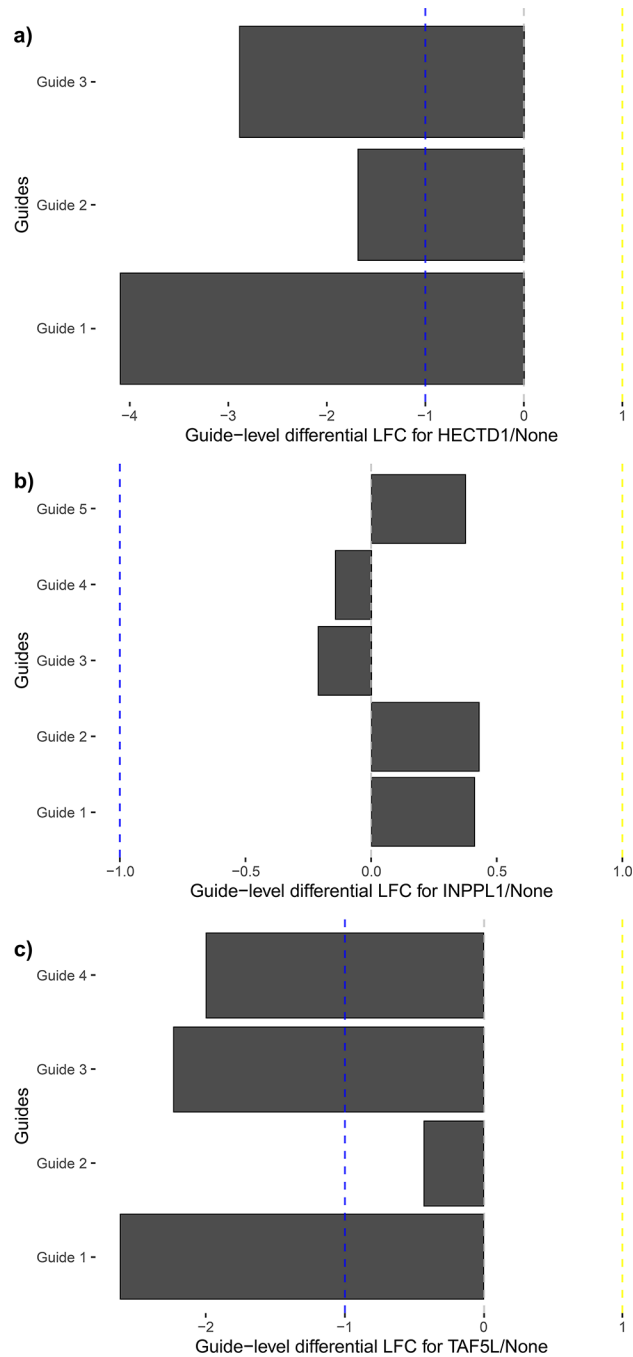 a)
Guide 3
Guide 2
Guide 1
Guides
−4 −3 −2 −1 0 1
Guide−level differential LFC for HECTD1/None
b)
Guide 5
Guide 4
Guide 3
Guide 2
Guide 1
Guides
−1.0 −0.5 0.0 0.5 1.0
Guide−level differential LFC for INPPL1/None
c)
Guide 4
Guide 3
Guide 2
Guide 1
Guides
−2 −1 0 1
Guide−level differential LFC for TAF5L/None